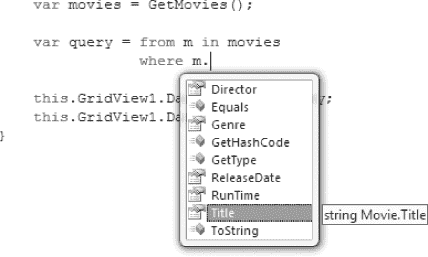 var movies = GetMovies();
var query = from m in movies
where m.
this.GridView1.Da
y;
this.GridView1.Da
}
Director
Equals
Genre
GetHashCode
GetType
ReleaseDate
RunTime
Title
string Movie.Title
ToString